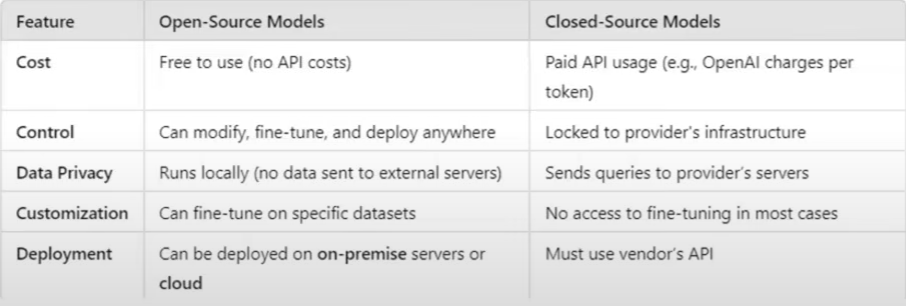 Feature Open-Source Models Closed-Source Models
Cost Free to use (no API costs) Paid API usage (e.g., OpenAI charges per
token)
Control Can modify, fine-tune, and deploy anywhere Locked to provider's infrastructure
Data Privacy Runs locally (no data sent to external servers) Sends queries to provider's servers
Customization Can fine-tune on specific datasets No access to fine-tuning in most cases
Deployment Can be deployed on on-premise servers or Must use vendor's API
cloud